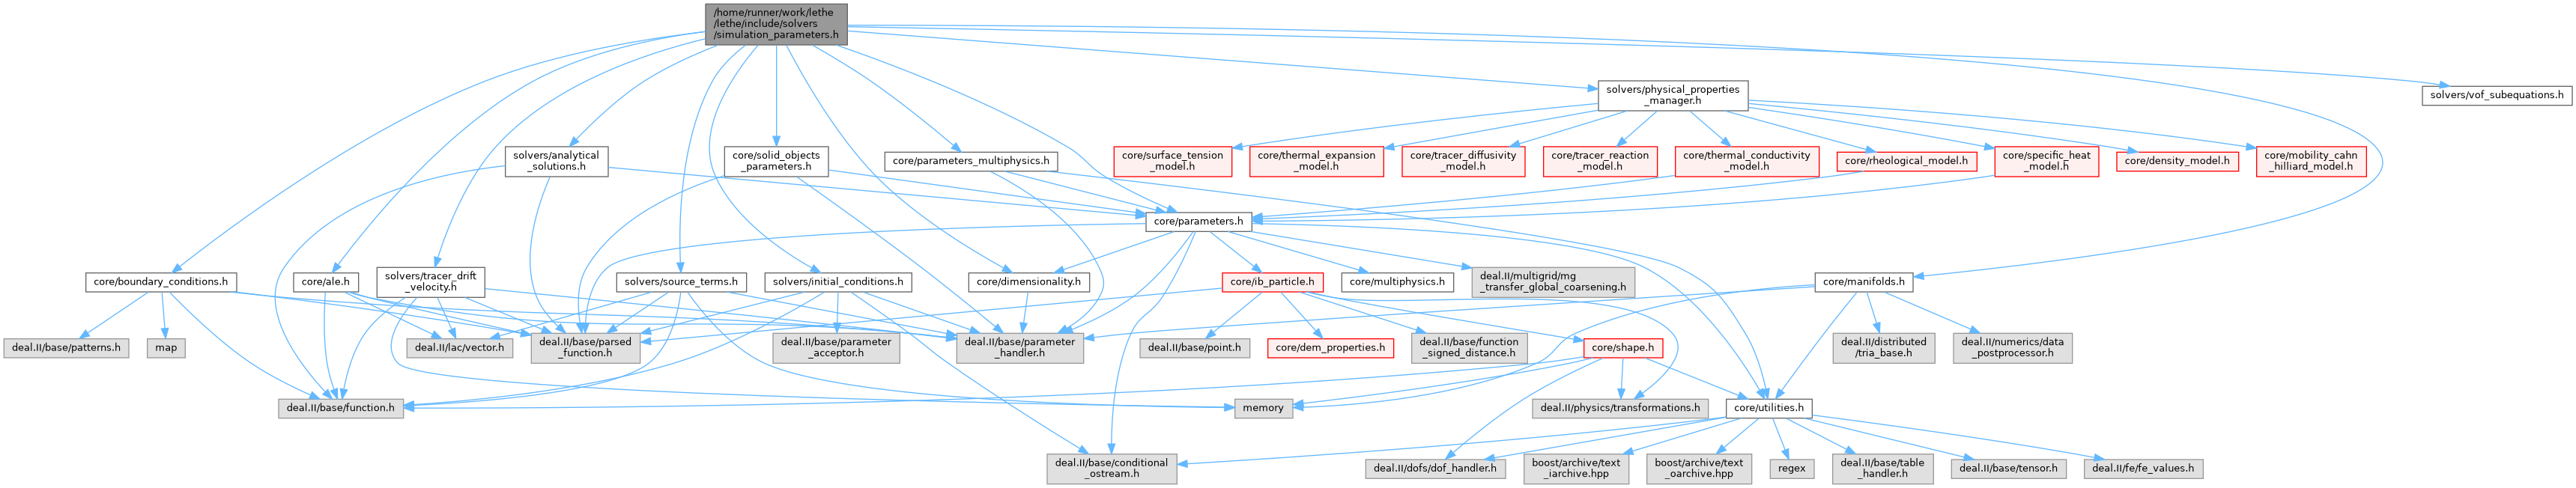 /home/runner/work/lethe
/lethe/include/solvers
/simulation_parameters.h
solvers/physical_properties
_manager.h
solvers/vof_subequations.h
solvers/analytical
_solutions.h
core/solid_objects
_parameters.h
core/parameters_multiphysics.h
core/surface_tension
_model.h
core/thermal_expansion
_model.h
core/tracer_diffusivity
_model.h
core/tracer_reaction
_model.h
core/thermal_conductivity
_model.h
core/rheological_model.h
core/specific_heat
_model.h
core/density_model.h
core/mobility_cahn
_hilliard_model.h
core/parameters.h
core/boundary_conditions.h
core/ale.h
solvers/tracer_drift
_velocity.h
solvers/source_terms.h
solvers/initial_conditions.h
core/dimensionality.h
core/ib_particle.h
core/multiphysics.h
deal.II/multigrid/mg
_transfer_global_coarsening.h
core/manifolds.h
deal.II/base/patterns.h
map
deal.II/lac/vector.h
deal.II/base/parsed
_function.h
deal.II/base/parameter
_acceptor.h
deal.II/base/parameter
_handler.h
deal.II/base/point.h
core/dem_properties.h
deal.II/base/function
_signed_distance.h
core/shape.h
deal.II/distributed
/tria_base.h
deal.II/numerics/data
_postprocessor.h
deal.II/base/function.h
memory
deal.II/physics/transformations.h
core/utilities.h
deal.II/base/conditional
_ostream.h
deal.II/dofs/dof_handler.h
boost/archive/text
_iarchive.hpp
boost/archive/text
_oarchive.hpp
regex
deal.II/base/table
_handler.h
deal.II/base/tensor.h
deal.II/fe/fe_values.h